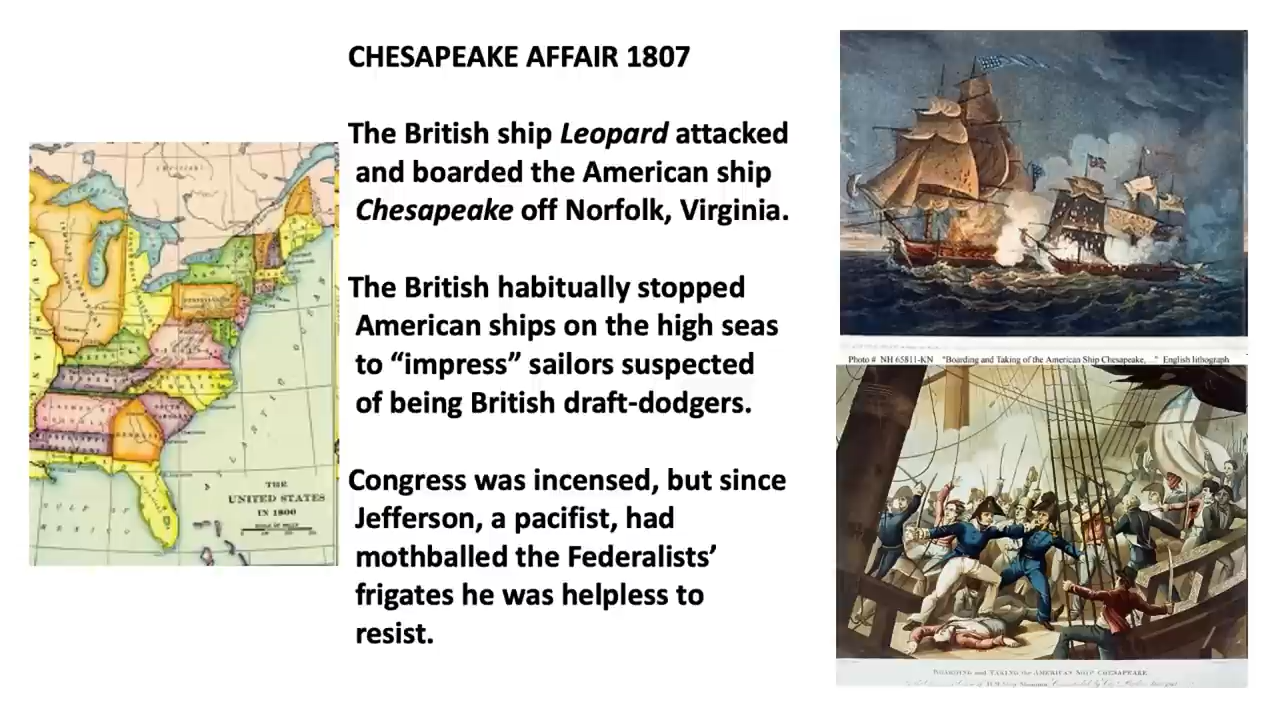 CHESAPEAKE AFFAIR 1807
The British ship Leopard attacked
and boarded the American ship
Chesapeake off Norfolk, Virginia.
The British habitually stopped
American ships on the high seas
to “impress” sailors suspected
of being British draft-dodgers.
Congress was incensed, but since
Jefferson, a pacifist, had
mothballed the Federalists’
frigates he was helpless to
resist.
THE
UNITED STATES
IN 1800
Photo # NH 65811-KN "Boarding and Taking of the American Ship Chesapeake, ..." English lithograph
BOARDING and TAKING the AMERICAN SHIP CHESAPEAKE